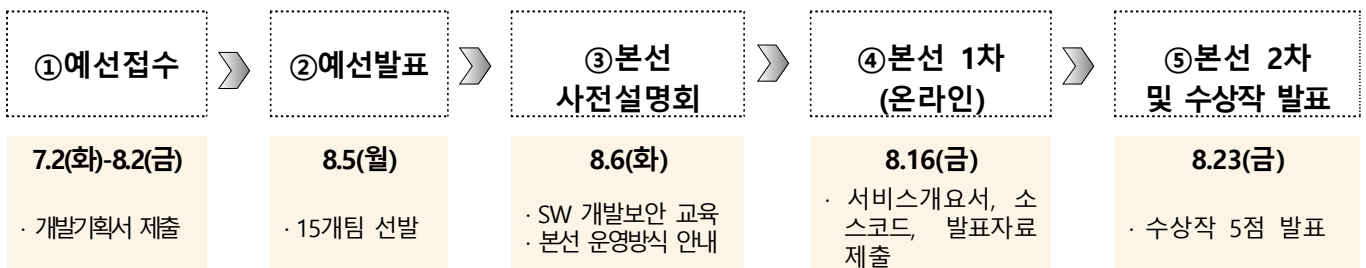 ①예선접수
②예선발표
③본선
사전설명회
④본선 1차
(온라인)
⑤본선 2차
및 수상작 발표
7.2(화)-8.2(금)
· 개발기획서 제출
8.5(월)
· 15개팀 선발
8.6(화)
· SW 개발보안 교육
· 본선 운영방식 안내
8.16(금)
· 서비스개요서, 소
스코드, 발표자료
제출
8.23(금)
· 수상작 5점 발표